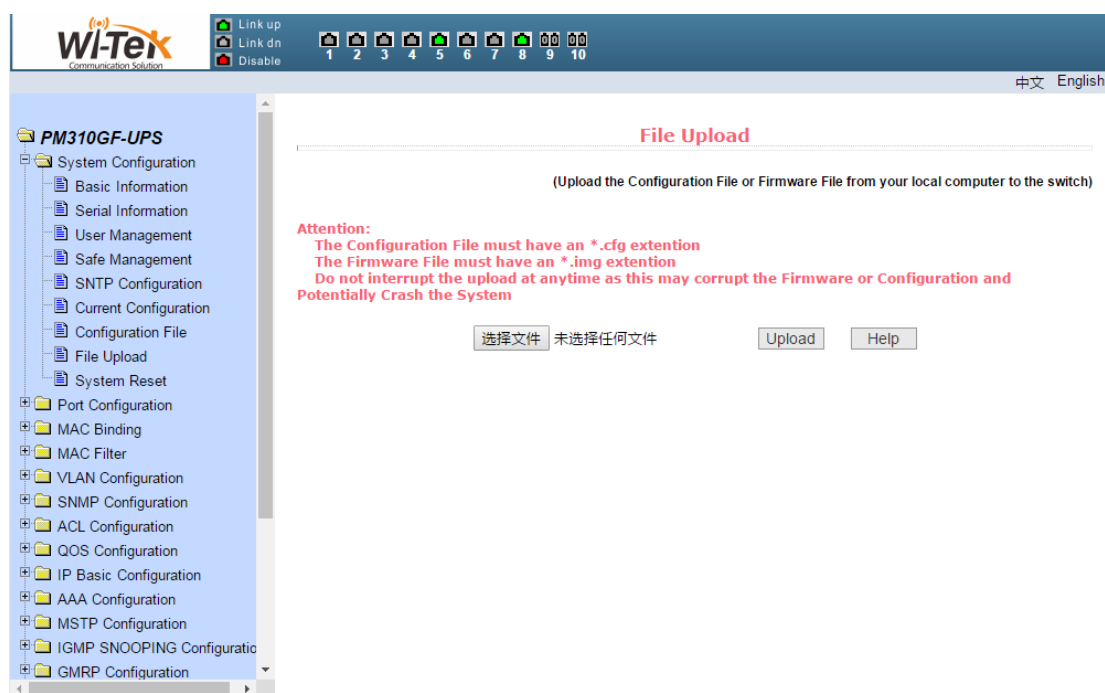 Wi-Tek
Communication Solution
Link up
Link dn
Disable
1 2 3 4 5 6 7 8 9 10
中文 English
PM310GF-UPS
System Configuration
Basic Information
Serial Information
User Management
Safe Management
SNTP Configuration
Current Configuration
Configuration File
File Upload
System Reset
Port Configuration
MAC Binding
MAC Filter
VLAN Configuration
SNMP Configuration
ACL Configuration
QOS Configuration
IP Basic Configuration
AAA Configuration
MSTP Configuration
IGMP SNOOPING Configuratio
GMRP Configuration
File Upload
(Upload the Configuration File or Firmware File from your local computer to the switch)
Attention:
The Configuration File must have an *.cfg extention
The Firmware File must have an *.img extention
Do not interrupt the upload at anytime as this may corrupt the Firmware or Configuration and
Potentially Crash the System
选择文件 未选择任何文件 Upload Help